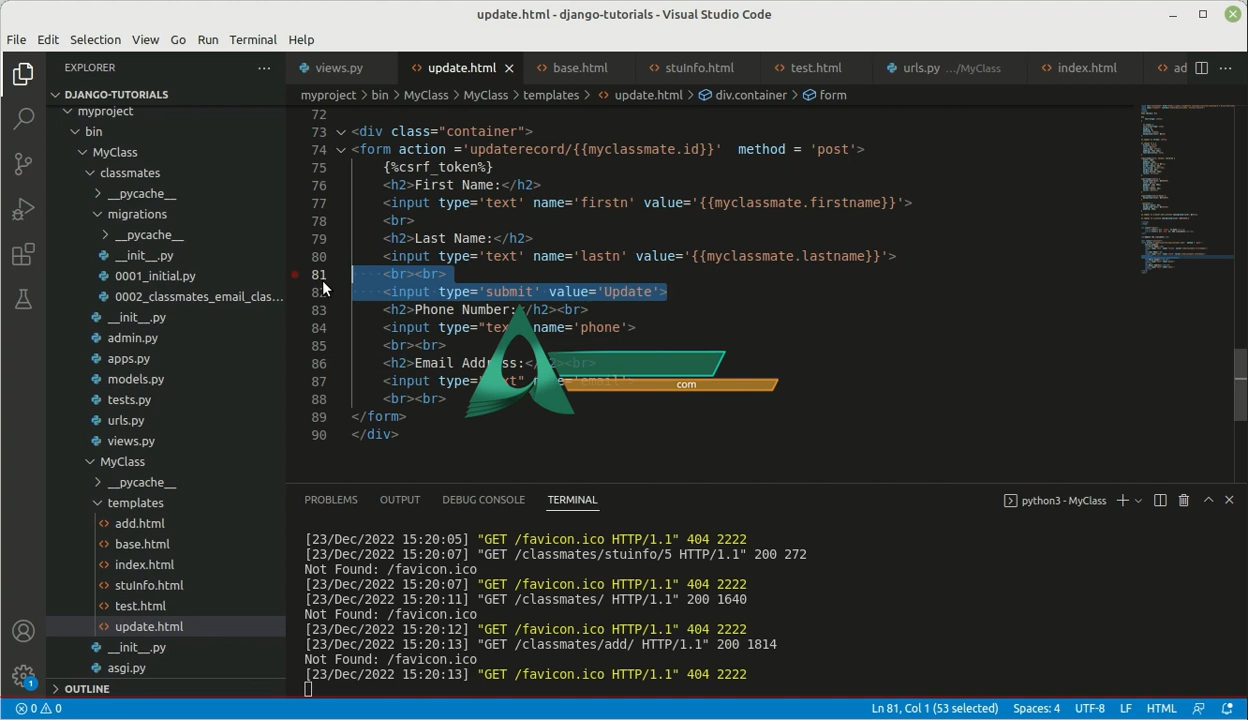 update.html - django-tutorials - Visual Studio Code
File Edit Selection View Go Run Terminal Help
EXPLORER
views.py update.html base.html stuInfo.html test.html urls.py .../MyClass index.html ad
DJANGO-TUTORIALS
myproject > bin > MyClass > MyClass > templates > update.html > div.container > form
myproject
bin
MyClass
classmates
__pycache__
migrations
__pycache__
__init__.py
0001_initial.py
0002_classmates_email_clas...
__init__.py
admin.py
apps.py
models.py
tests.py
urls.py
views.py
MyClass
__pycache__
templates
add.html
base.html
index.html
stuInfo.html
test.html
update.html
__init__.py
asgi.py
OUTLINE
72
73 <div class="container">
74 <form action ='updaterecord/{{myclassmate.id}}' method = 'post'>
75 {%csrf_token%}
76 <h2>First Name:</h2>
77 <input type='text' name='firstn' value='{{myclassmate.firstname}}'>
78 <br>
79 <h2>Last Name:</h2>
80 <input type='text' name='lastn' value='{{myclassmate.lastname}}'>
81 <br><br>
82 <input type='submit' value='Update'>
83 <h2>Phone Number:</h2><br>
84 <input type="text" name='phone'>
85 <br><br>
86 <h2>Email Address:</h2><br>
87 <input type="text" name='email'>
88 <br><br>
89 </form>
90 </div>
com
PROBLEMS OUTPUT DEBUG CONSOLE TERMINAL
python3 - MyClass
[23/Dec/2022 15:20:05] "GET /favicon.ico HTTP/1.1" 404 2222
[23/Dec/2022 15:20:07] "GET /classmates/stuinfo/5 HTTP/1.1" 200 272
Not Found: /favicon.ico
[23/Dec/2022 15:20:07] "GET /favicon.ico HTTP/1.1" 404 2222
[23/Dec/2022 15:20:11] "GET /classmates/ HTTP/1.1" 200 1640
Not Found: /favicon.ico
[23/Dec/2022 15:20:12] "GET /favicon.ico HTTP/1.1" 404 2222
[23/Dec/2022 15:20:13] "GET /classmates/add/ HTTP/1.1" 200 1814
Not Found: /favicon.ico
[23/Dec/2022 15:20:13] "GET /favicon.ico HTTP/1.1" 404 2222
1
0 0 Ln 81, Col 1 (53 selected) Spaces: 4 UTF-8 LF HTML